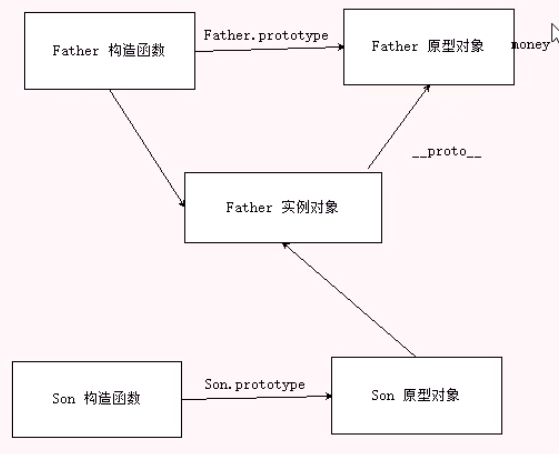 Father 构造函数
Father.prototype
Father 原型对象
money
__proto__
Father 实例对象
Son 构造函数
Son.prototype
Son 原型对象